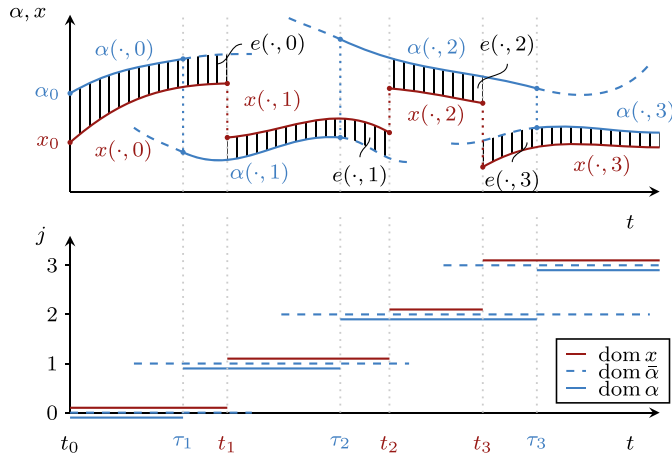 α, x
α(·, 0)
e(·, 0)
α(·, 2)
e(·, 2)
α₀
x(·, 1)
x(·, 2)
α(·, 3)
x₀
x(·, 0)
α(·, 1)
e(·, 1)
e(·, 3)
x(·, 3)
t
j
3
2
1
0
dom x
dom ᾱ
dom α
t₀ τ₁ t₁ τ₂ t₂ t₃ τ₃ t